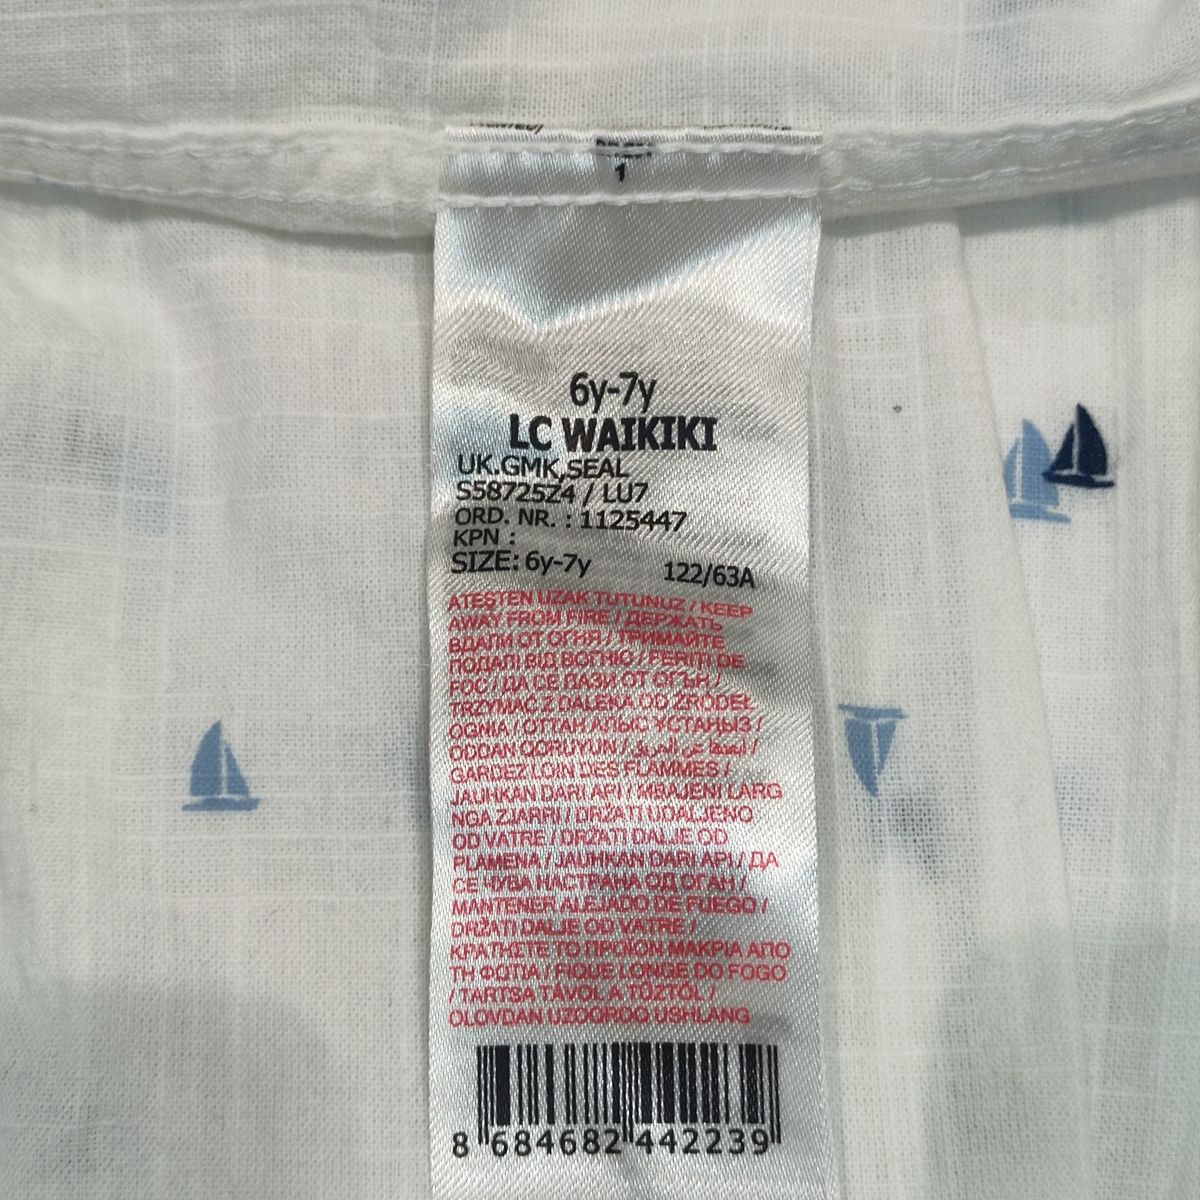 1
6y-7y
LC WAIKIKI
UK.GMK,SEAL
S58725Z4 / LU7
ORD. NR. : 1125447
KPN :
SIZE: 6y-7y 122/63A
ATEŞTEN UZAK TUTUNUZ / KEEP
AWAY FROM FIRE / ДЕРЖАТЬ
ВДАЛИ ОТ ОГНЯ / ТРИМАЙТЕ
ПОДАЛІ ВІД ВОГНЮ / FERIȚI DE
FOC / ДА СЕ ПАЗИ ОТ ОГЪН /
TRZYMAĆ Z DALEKA OD ŹRÓDEŁ
OGNIA / ОТТАН АЛЫС ҰСТАҢЫЗ /
ODDAN QORUYUN / أبعدها عن الحريق /
GARDEZ LOIN DES FLAMMES /
JAUHKAN DARI API / MBAJENI LARG
NGA ZJARRI / DRŽATI UDALJENO
OD VATRE / DRŽATI DALJE OD
PLAMENA / JAUHKAN DARI API / ДА
СЕ ЧУВА НАСТРАНА ОД ОГАН /
MANTENER ALEJADO DE FUEGO /
DRŽATI DALJE OD VATRE /
ΚΡΑΤΗΣΤΕ ΤΟ ΠΡΟΪΟΝ ΜΑΚΡΙΑ ΑΠΟ
ΤΗ ΦΩΤΙΑ / FIQUE LONGE DO FOGO
/ TARTSA TÁVOL A TŰZTŐL /
OLOVDAN UZOQROQ USHLANG
8 684682 442239